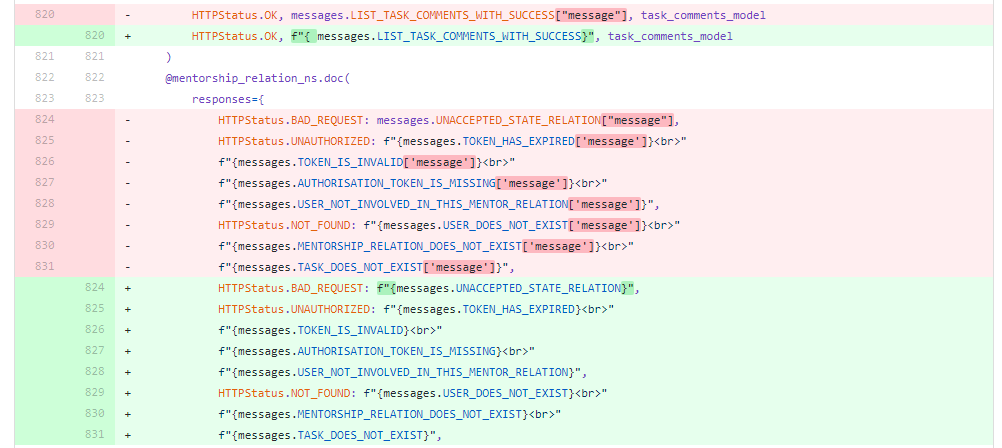 820 - HTTPStatus.OK, messages.LIST_TASK_COMMENTS_WITH_SUCCESS["message"], task_comments_model
820 + HTTPStatus.OK, f"{ messages.LIST_TASK_COMMENTS_WITH_SUCCESS}", task_comments_model
821 821 )
822 822 @mentorship_relation_ns.doc(
823 823 responses={
824 - HTTPStatus.BAD_REQUEST: messages.UNACCEPTED_STATE_RELATION["message"],
825 - HTTPStatus.UNAUTHORIZED: f"{messages.TOKEN_HAS_EXPIRED['message']}<br>"
826 - f"{messages.TOKEN_IS_INVALID['message']}<br>"
827 - f"{messages.AUTHORISATION_TOKEN_IS_MISSING['message']}<br>"
828 - f"{messages.USER_NOT_INVOLVED_IN_THIS_MENTOR_RELATION['message']}",
829 - HTTPStatus.NOT_FOUND: f"{messages.USER_DOES_NOT_EXIST['message']}<br>"
830 - f"{messages.MENTORSHIP_RELATION_DOES_NOT_EXIST['message']}<br>"
831 - f"{messages.TASK_DOES_NOT_EXIST['message']}",
824 + HTTPStatus.BAD_REQUEST: f"{messages.UNACCEPTED_STATE_RELATION}",
825 + HTTPStatus.UNAUTHORIZED: f"{messages.TOKEN_HAS_EXPIRED}<br>"
826 + f"{messages.TOKEN_IS_INVALID}<br>"
827 + f"{messages.AUTHORISATION_TOKEN_IS_MISSING}<br>"
828 + f"{messages.USER_NOT_INVOLVED_IN_THIS_MENTOR_RELATION}",
829 + HTTPStatus.NOT_FOUND: f"{messages.USER_DOES_NOT_EXIST}<br>"
830 + f"{messages.MENTORSHIP_RELATION_DOES_NOT_EXIST}<br>"
831 + f"{messages.TASK_DOES_NOT_EXIST}",